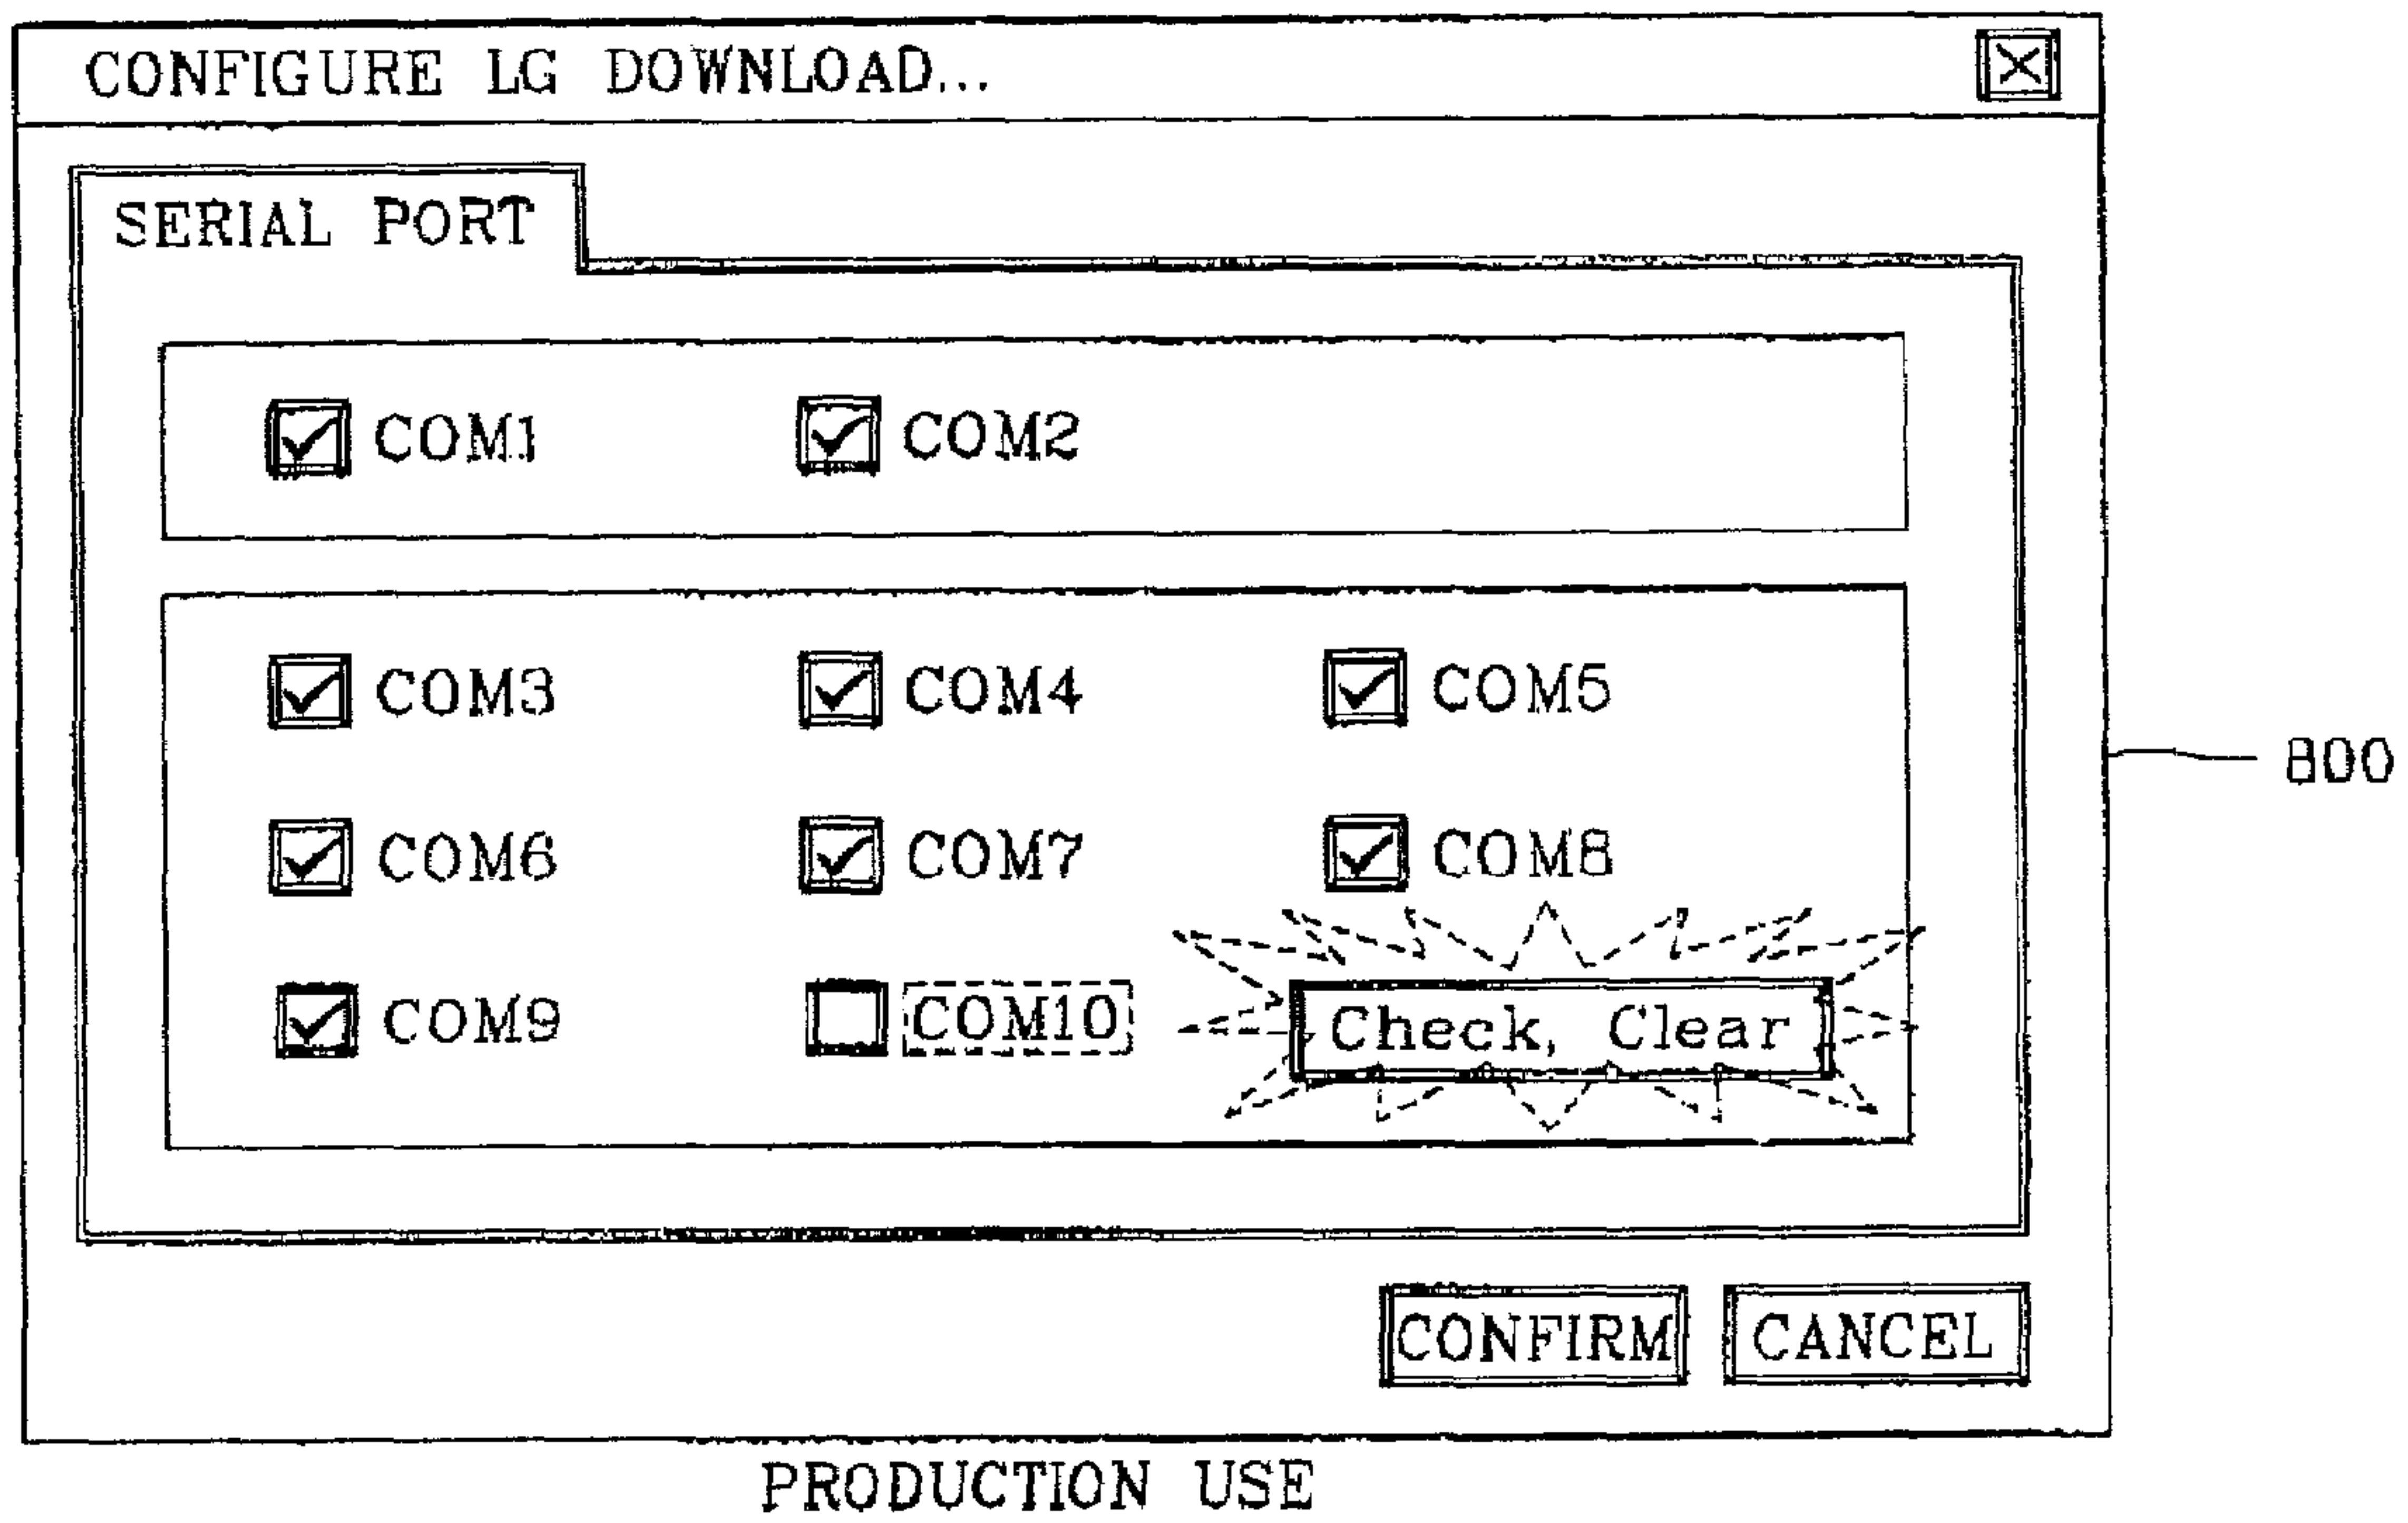 CONFIGURE LG DOWNLOAD...
SERIAL PORT
COM1 COM2
COM3 COM4 COM5
800
COM6 COM7 COM8
COM9 COM10 Check, Clear
CONFIRM CANCEL
PRODUCTION USE